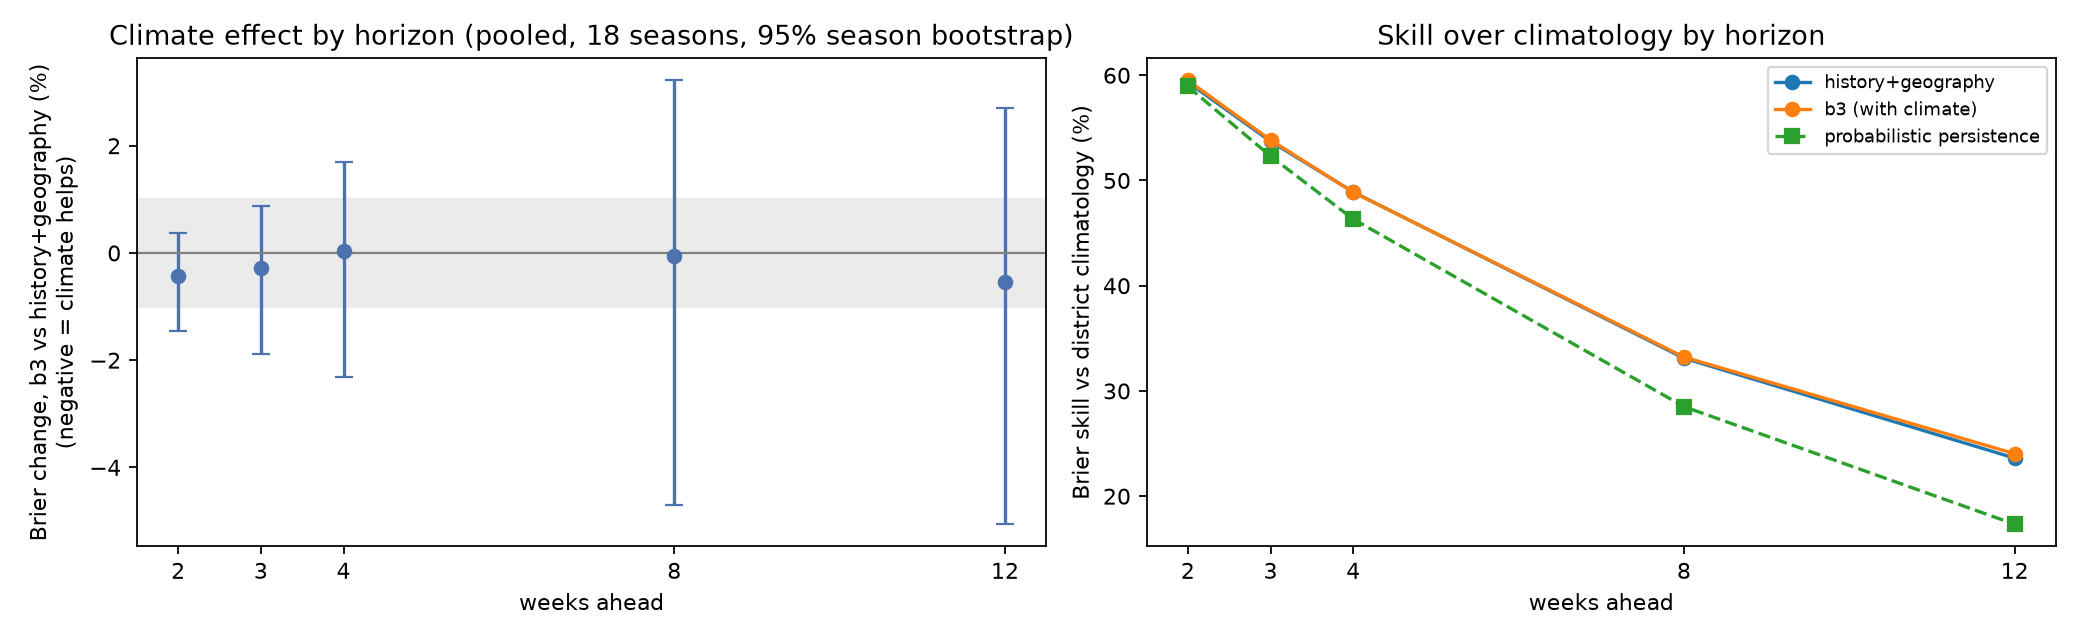 Climate effect by horizon (pooled, 18 seasons, 95% season bootstrap)
Brier change, b3 vs history+geography (%)
(negative = climate helps)
2
0
−2
−4
2
3
4
8
12
weeks ahead
Skill over climatology by horizon
Brier skill vs district climatology (%)
60
50
40
30
20
history+geography
b3 (with climate)
probabilistic persistence
2
3
4
8
12
weeks ahead